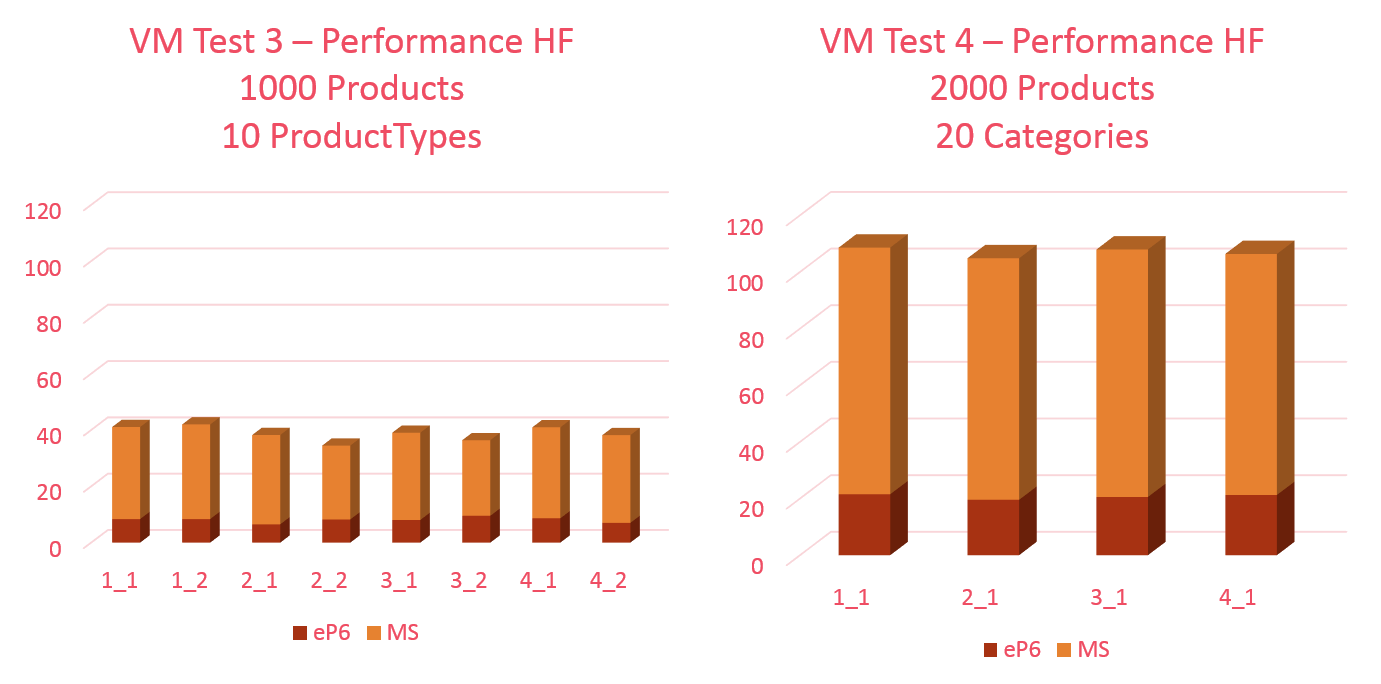 VM Test 3 – Performance HF
1000 Products
10 ProductTypes
120
100
80
60
40
20
0
1_1 1_2 2_1 2_2 3_1 3_2 4_1 4_2
eP6 MS
VM Test 4 – Performance HF
2000 Products
20 Categories
120
100
80
60
40
20
0
1_1 2_1 3_1 4_1
eP6 MS